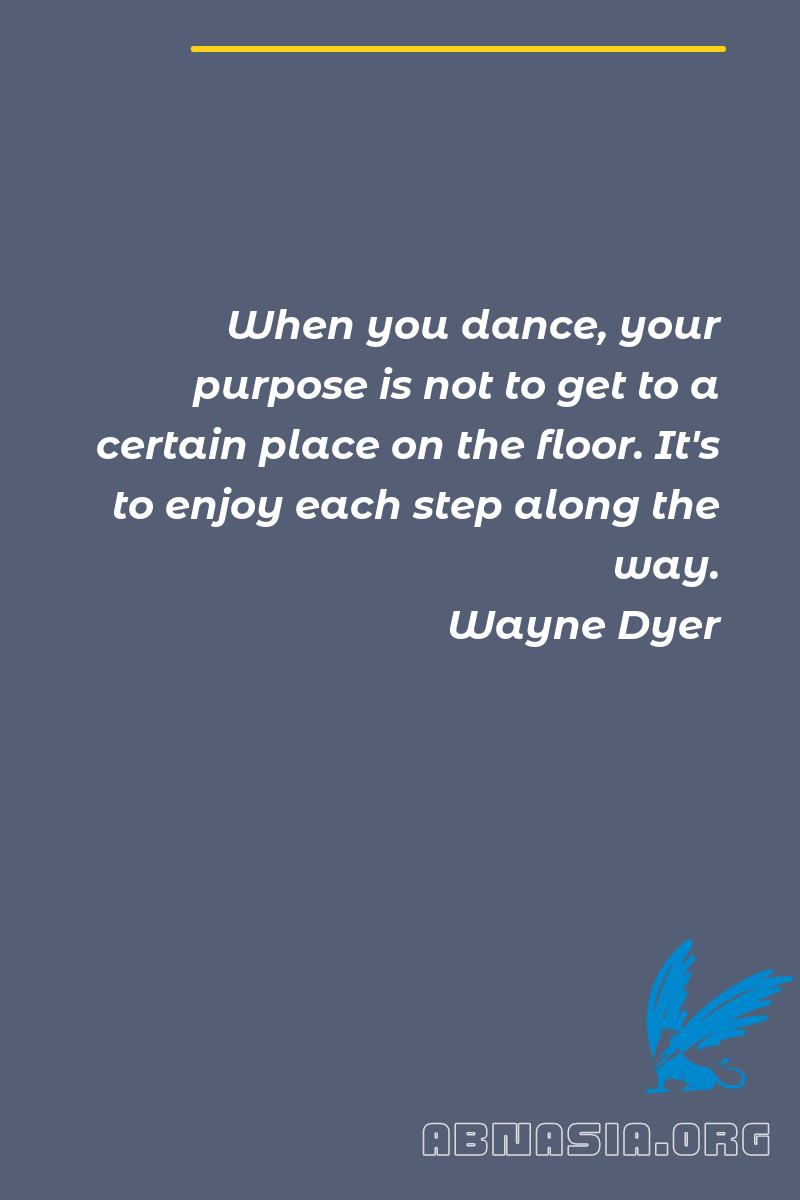 When you dance, your
purpose is not to get to a
certain place on the floor. It's
to enjoy each step along the
way.
Wayne Dyer
ABNASIA.ORG